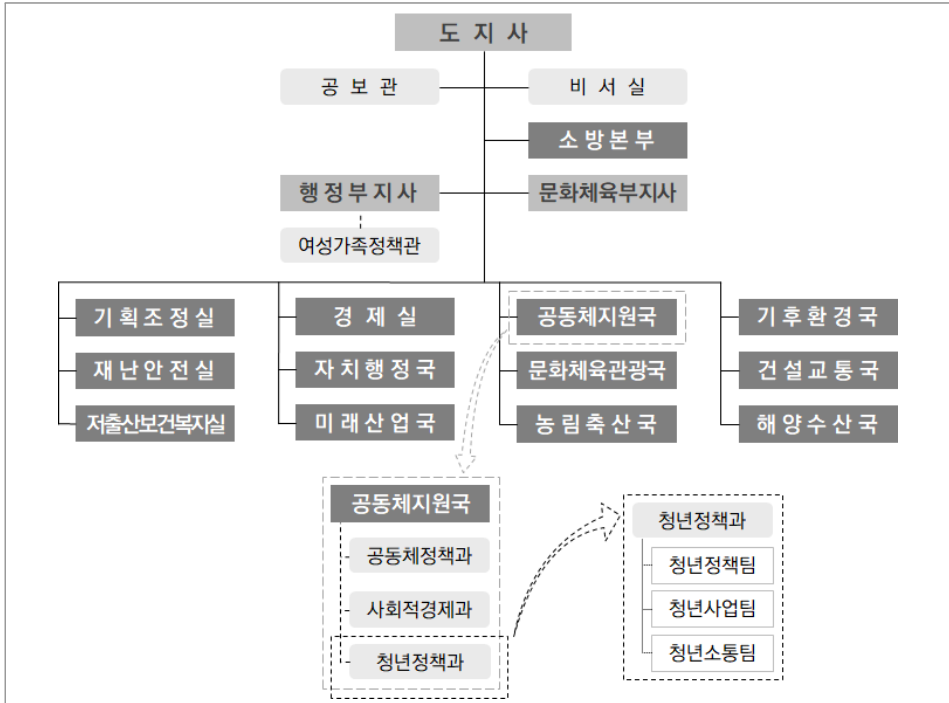 도 지 사
공 보 관
비 서 실
소 방 본 부
행 정 부 지 사
문화체육부지사
여성가족정책관
기 획 조 정 실
경 제 실
공동체지원국
기 후 환 경 국
재 난 안 전 실
자 치 행 정 국
문화체육관광국
건 설 교 통 국
저출산보건복지실
미 래 산 업 국
농 림 축 산 국
해 양 수 산 국
공동체지원국
공동체정책과
사회적경제과
청년정책과
청년정책과
청년정책팀
청년사업팀
청년소통팀